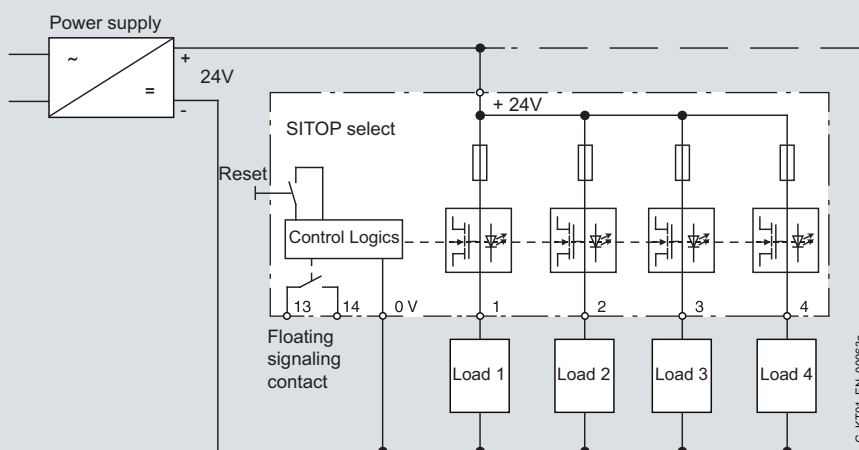 Power supply
~
=
+
24V
-
+ 24V
SITOP select
Reset
Control Logics
13
14
0 V
1
2
3
4
Floating
signaling
contact
Load 1
Load 2
Load 3
Load 4